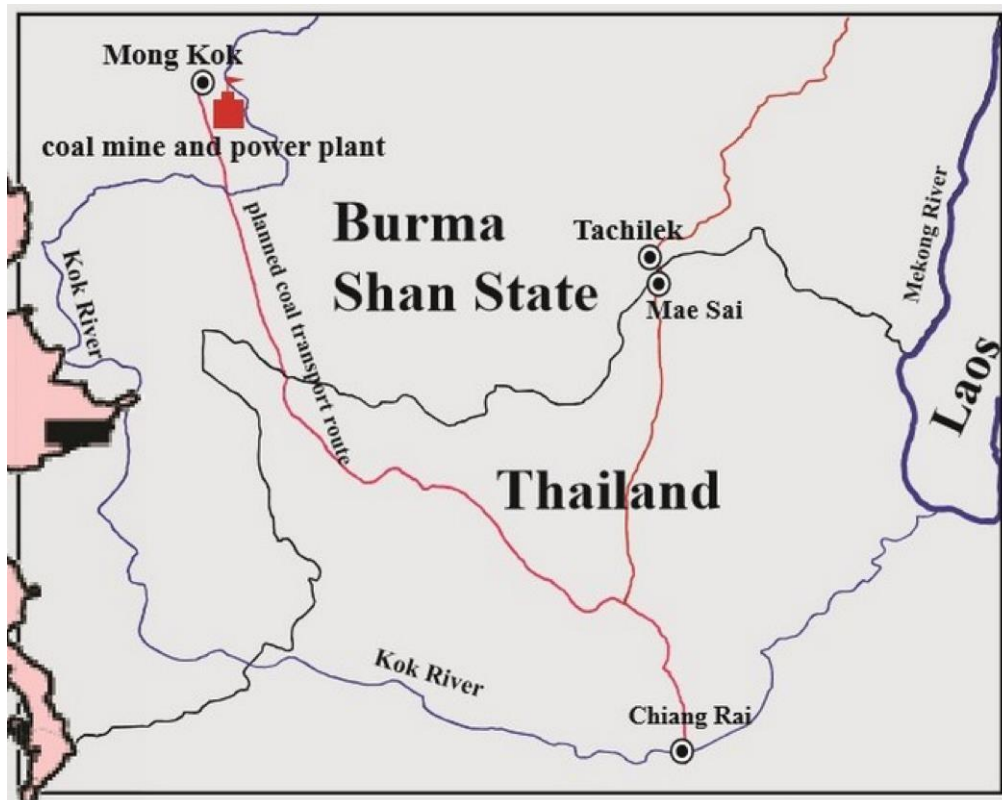 Mong Kok
coal mine and power plant
planned coal transport route
Kok River
Burma
Shan State
Tachilek
Mae Sai
Mekong River
Laos
Thailand
Kok River
Chiang Rai